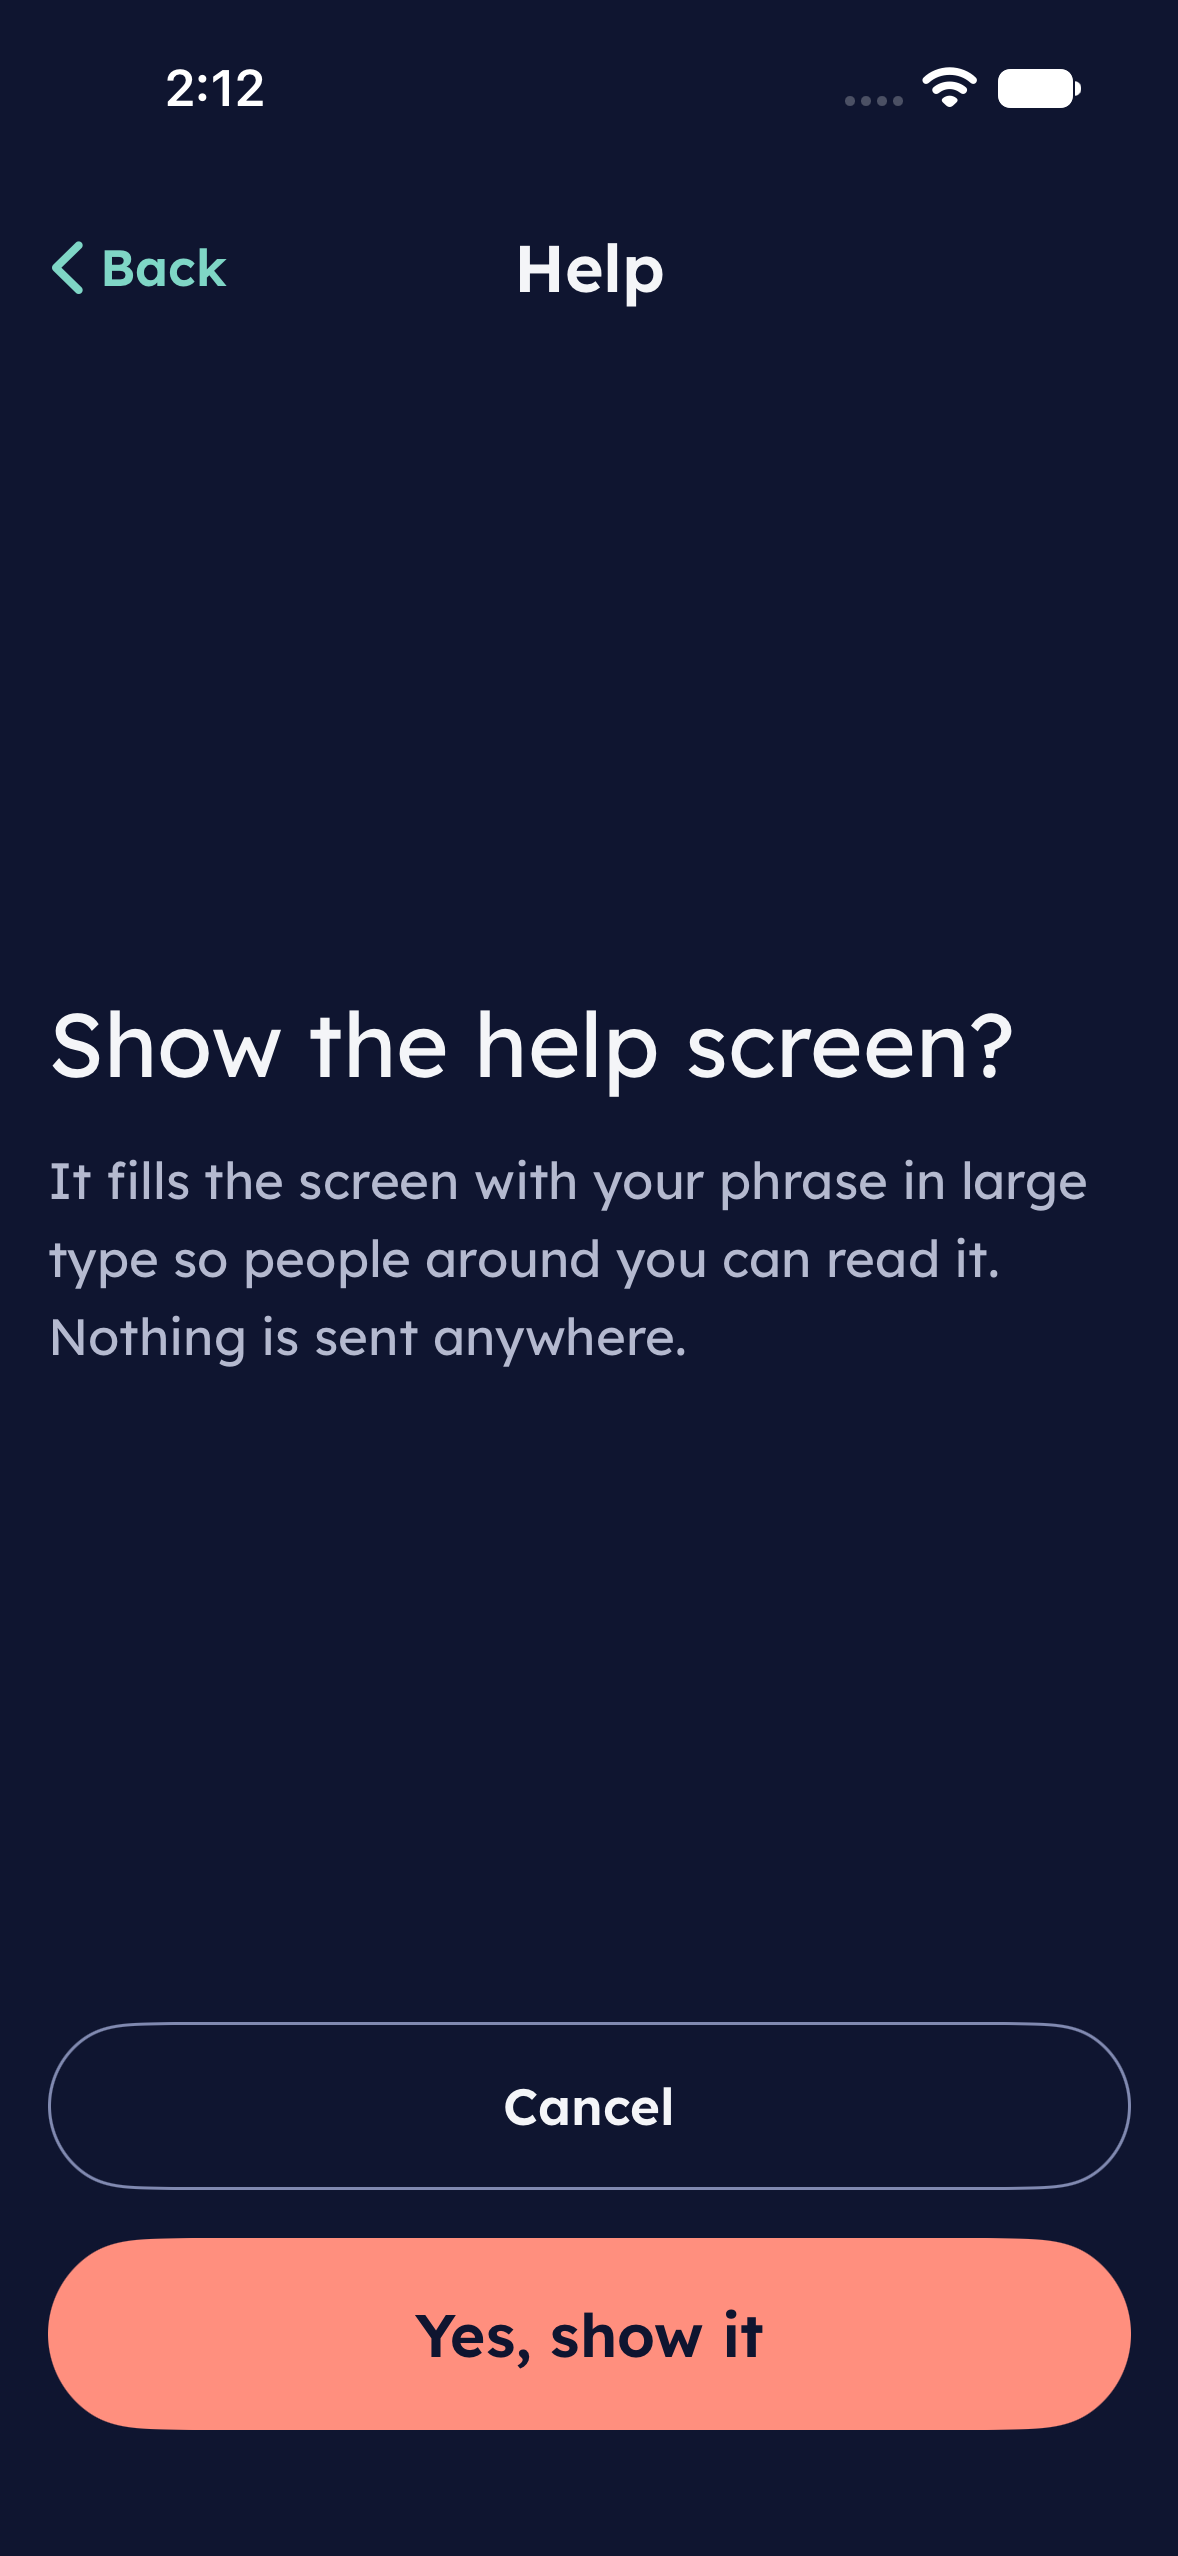 2:12
Back
Help
Show the help screen?
It fills the screen with your phrase in large
type so people around you can read it.
Nothing is sent anywhere.
Cancel
Yes, show it